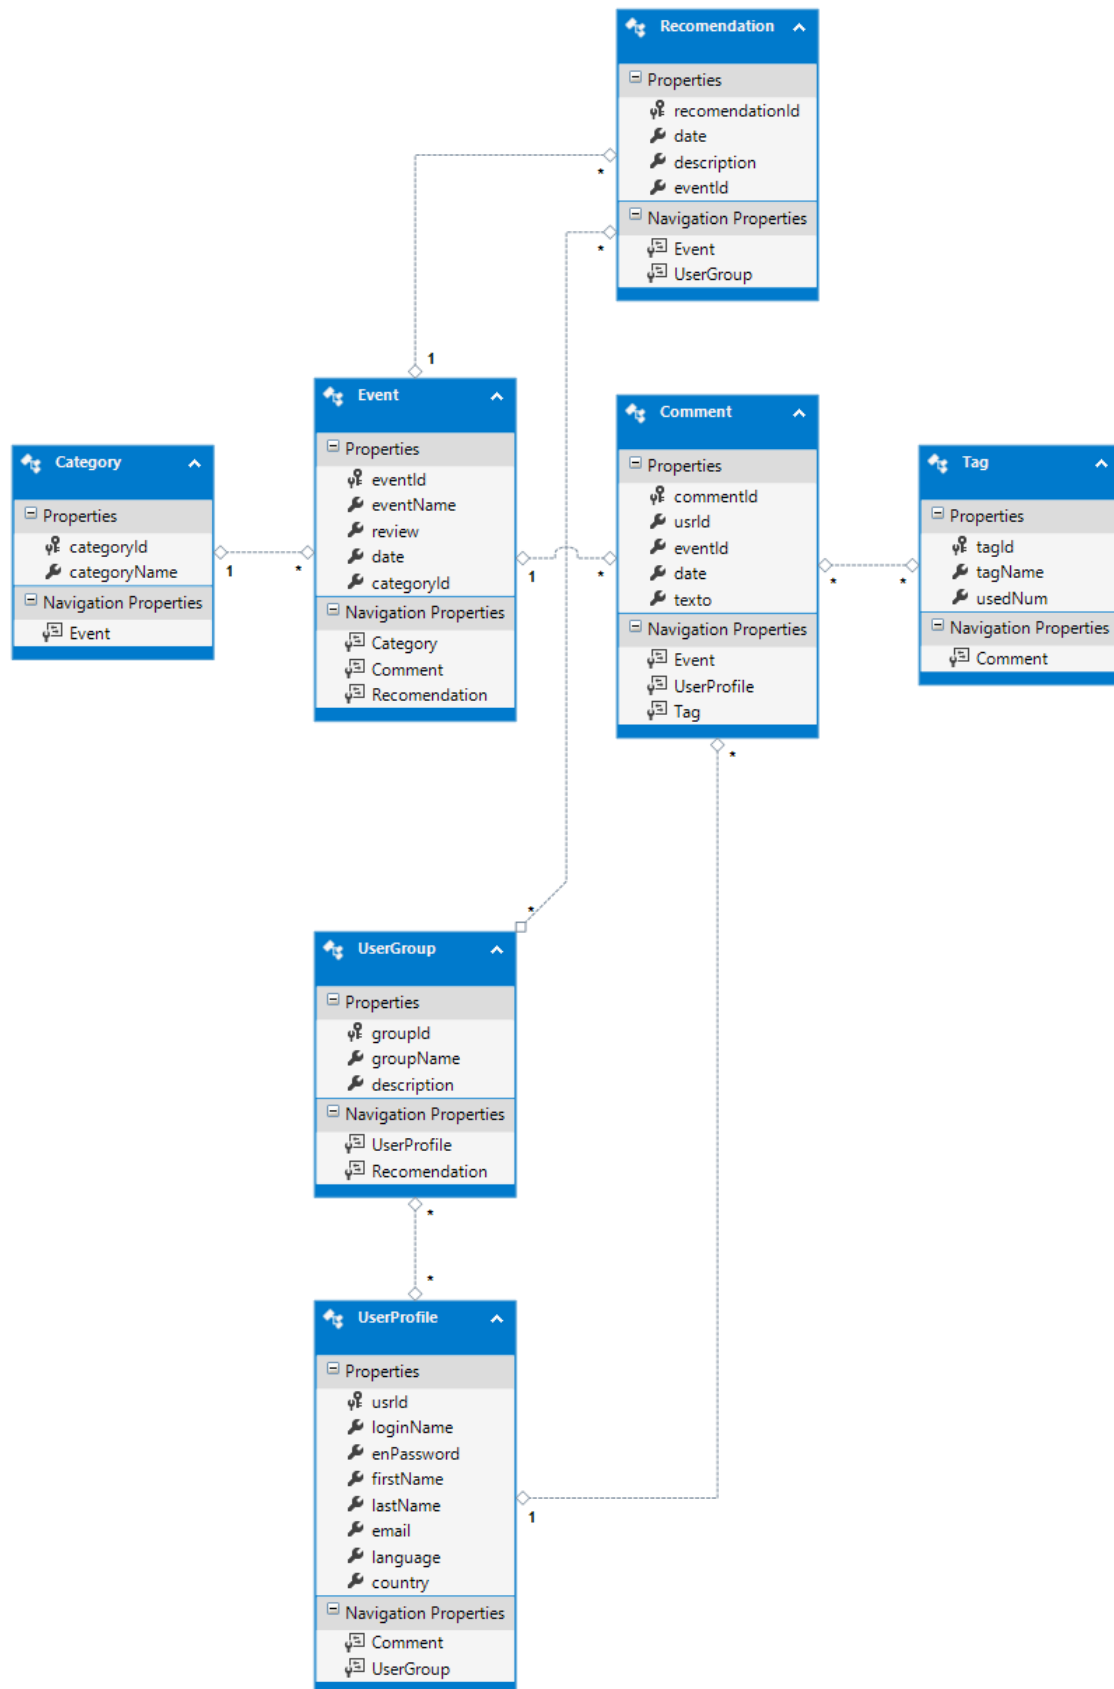 Recomendation
Properties
recomendationId
date
description
eventId
Navigation Properties
Event
UserGroup
*
*
1
Event
Properties
eventId
eventName
review
date
categoryId
Navigation Properties
Category
Comment
Recomendation
Comment
Properties
commentId
usrId
eventId
date
texto
Navigation Properties
Event
UserProfile
Tag
Category
Properties
categoryId
categoryName
Navigation Properties
Event
Tag
Properties
tagId
tagName
usedNum
Navigation Properties
Comment
1
*
1
*
*
*
*
*
UserGroup
Properties
groupId
groupName
description
Navigation Properties
UserProfile
Recomendation
*
*
UserProfile
Properties
usrId
loginName
enPassword
firstName
lastName
email
language
country
Navigation Properties
Comment
UserGroup
1